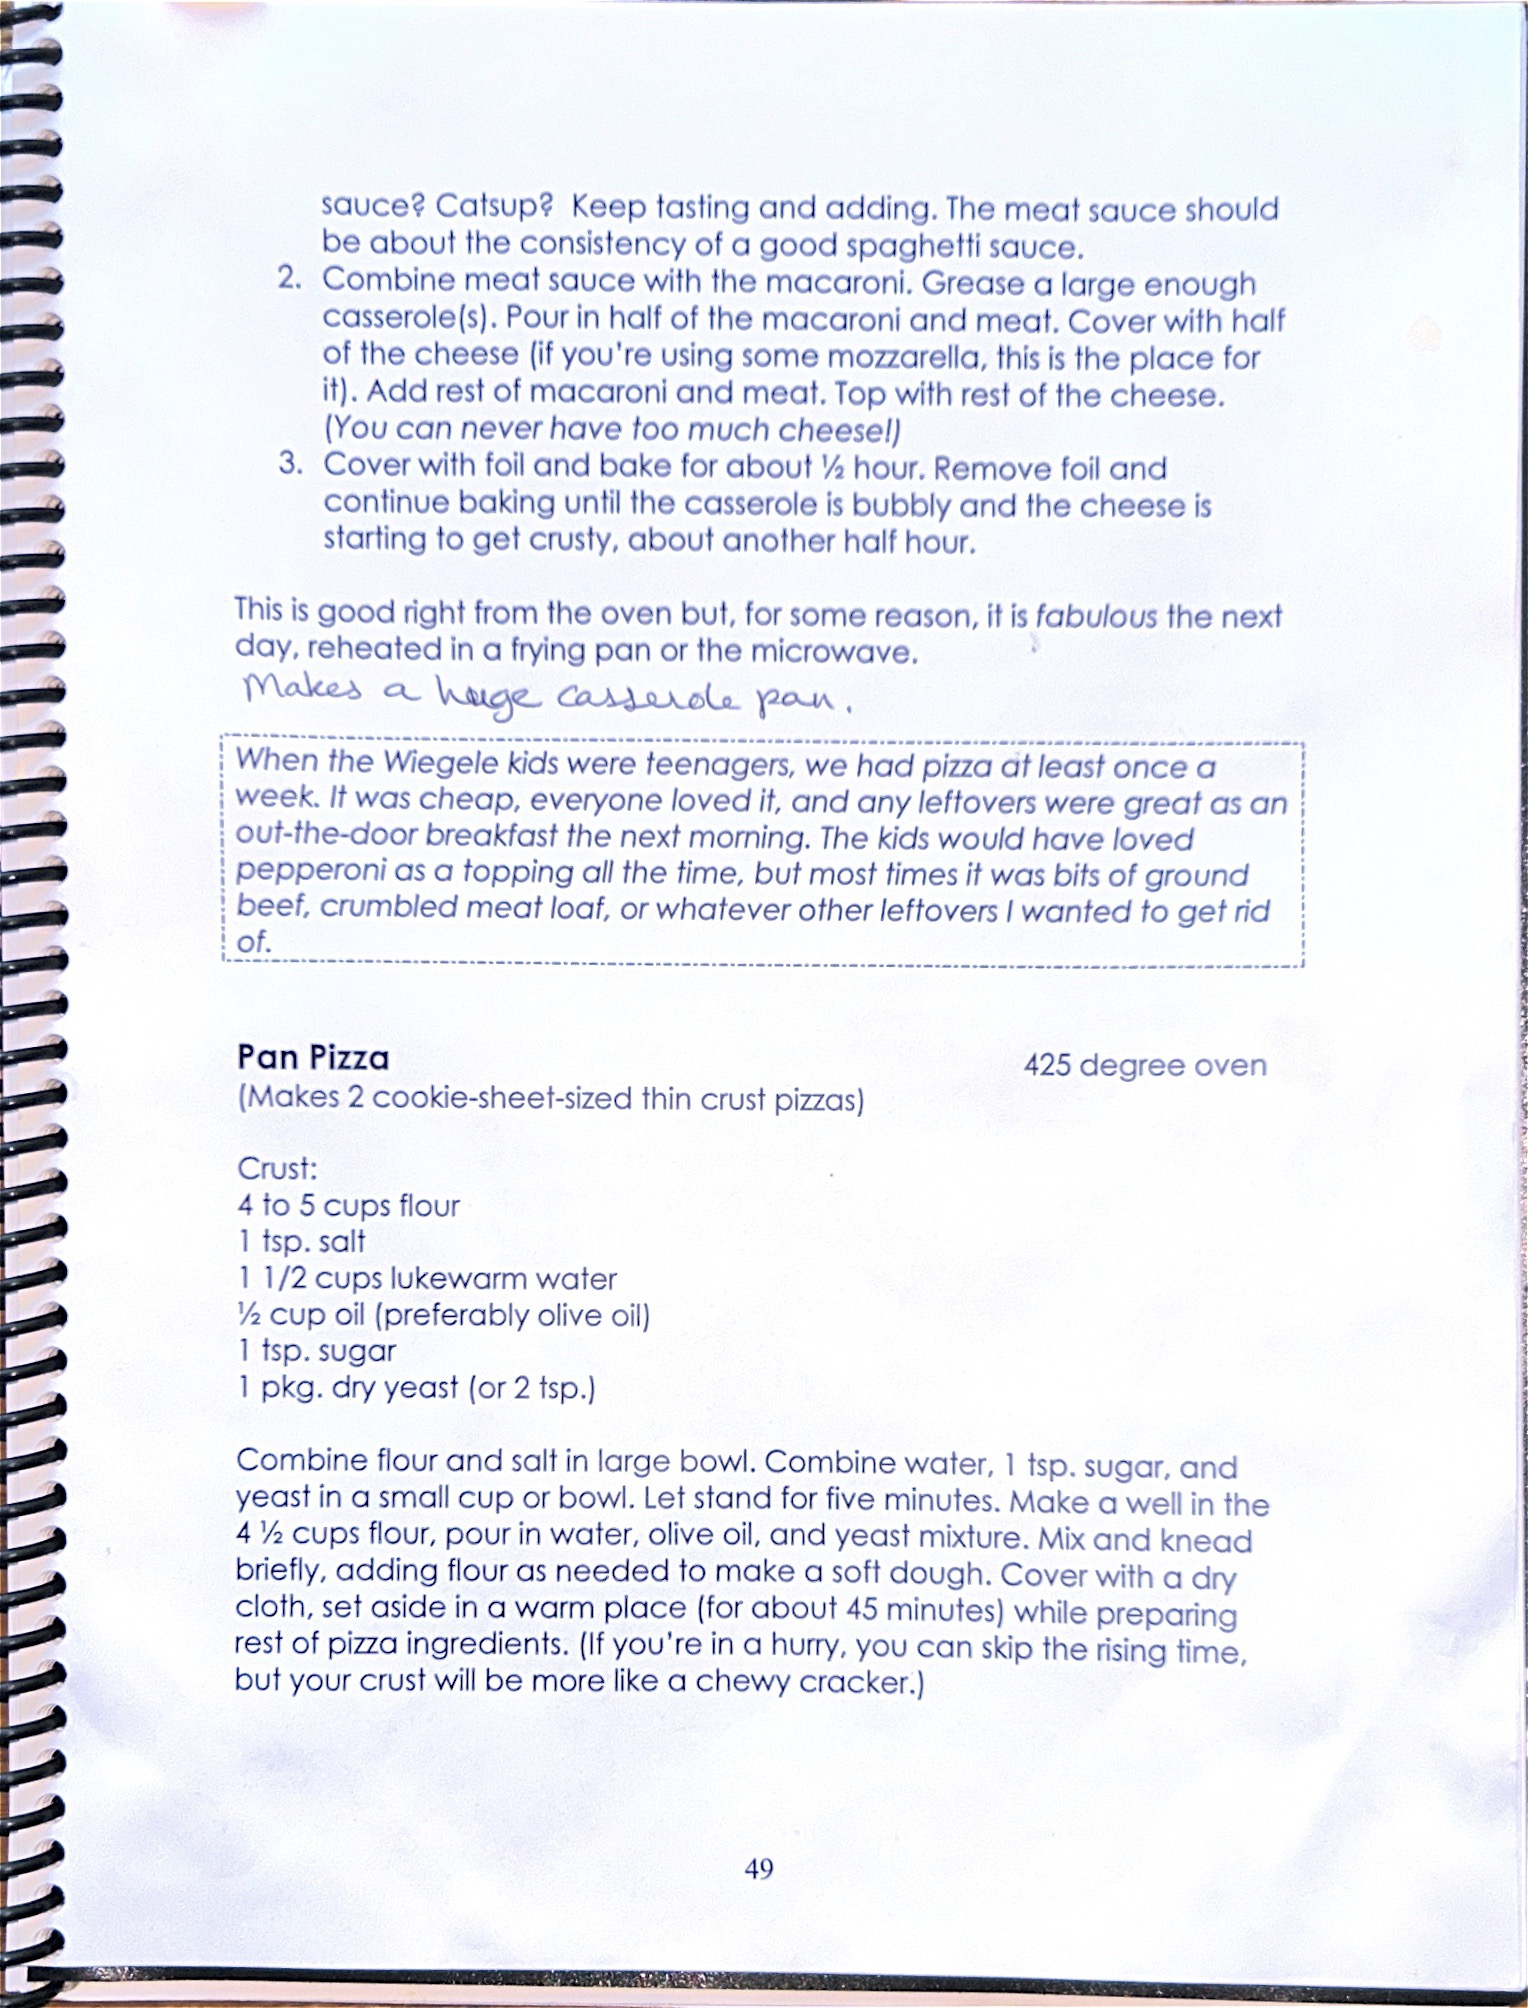 sauce? Catsup?  Keep tasting and adding. The meat sauce should
be about the consistency of a good spaghetti sauce.
2. Combine meat sauce with the macaroni. Grease a large enough
casserole(s). Pour in half of the macaroni and meat. Cover with half
of the cheese (if you're using some mozzarella, this is the place for
it). Add rest of macaroni and meat. Top with rest of the cheese.
(You can never have too much cheese!)
3. Cover with foil and bake for about ½ hour. Remove foil and
continue baking until the casserole is bubbly and the cheese is
starting to get crusty, about another half hour.
This is good right from the oven but, for some reason, it is fabulous the next
day, reheated in a frying pan or the microwave.
Makes a huge casserole pan.
When the Wiegele kids were teenagers, we had pizza at least once a
week. It was cheap, everyone loved it, and any leftovers were great as an
out-the-door breakfast the next morning. The kids would have loved
pepperoni as a topping all the time, but most times it was bits of ground
beef, crumbled meat loaf, or whatever other leftovers I wanted to get rid
of.
Pan Pizza 425 degree oven
(Makes 2 cookie-sheet-sized thin crust pizzas)
Crust:
4 to 5 cups flour
1 tsp. salt
1 1/2 cups lukewarm water
½ cup oil (preferably olive oil)
1 tsp. sugar
1 pkg. dry yeast (or 2 tsp.)
Combine flour and salt in large bowl. Combine water, 1 tsp. sugar, and
yeast in a small cup or bowl. Let stand for five minutes. Make a well in the
4 ½ cups flour, pour in water, olive oil, and yeast mixture. Mix and knead
briefly, adding flour as needed to make a soft dough. Cover with a dry
cloth, set aside in a warm place (for about 45 minutes) while preparing
rest of pizza ingredients. (If you're in a hurry, you can skip the rising time,
but your crust will be more like a chewy cracker.)
49